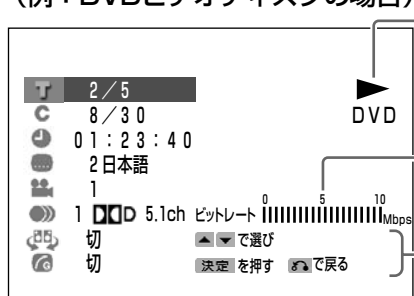 (例：DVDビデオディスクの場合)
T 2／5
DVD
C 8／30
01：23：40
2日本語
1
1 DD D 5.1ch ビットレート 0 5 10 Mbps
切 ▲▼で選び
切 決定 を押す で戻る